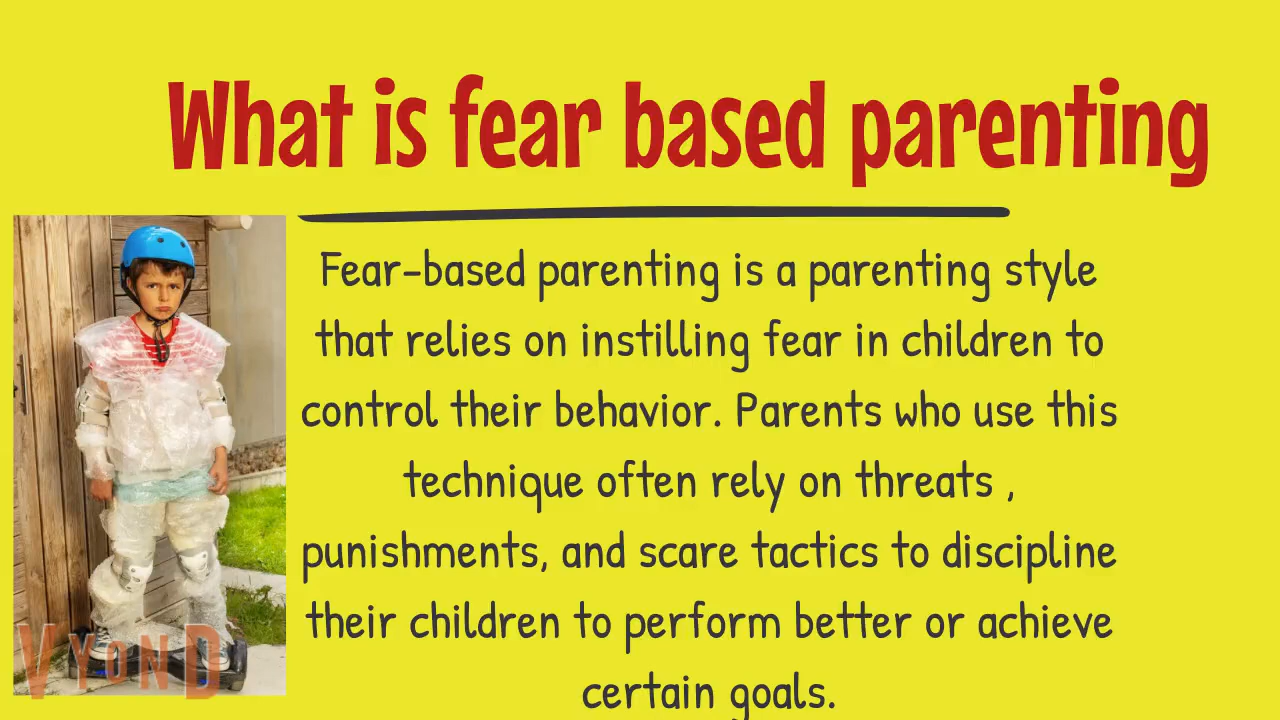 What is fear based parenting
Fear-based parenting is a parenting style
that relies on instilling fear in children to
control their behavior. Parents who use this
technique often rely on threats ,
punishments, and scare tactics to discipline
their children to perform better or achieve
certain goals.
VYOND